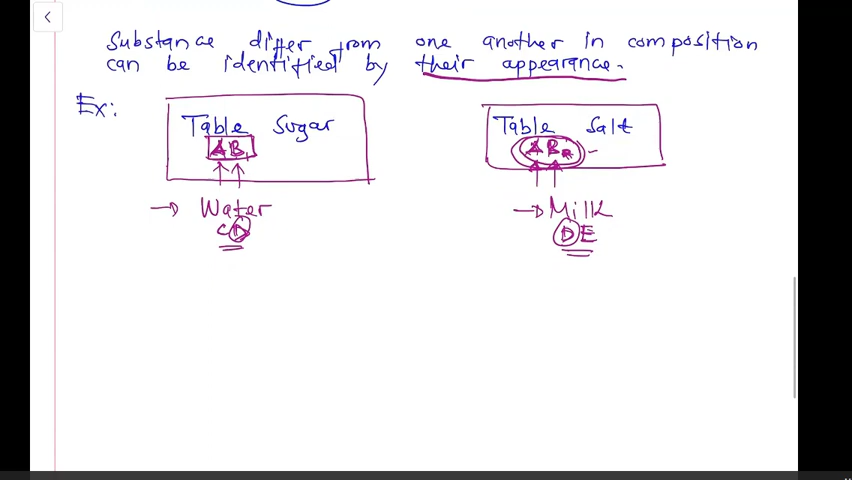 Substance differ from one another in composition
can be identified by their appearance.
Ex:
Table Sugar
Table Salt
AB
→ Water
→ Milk
CD
DE